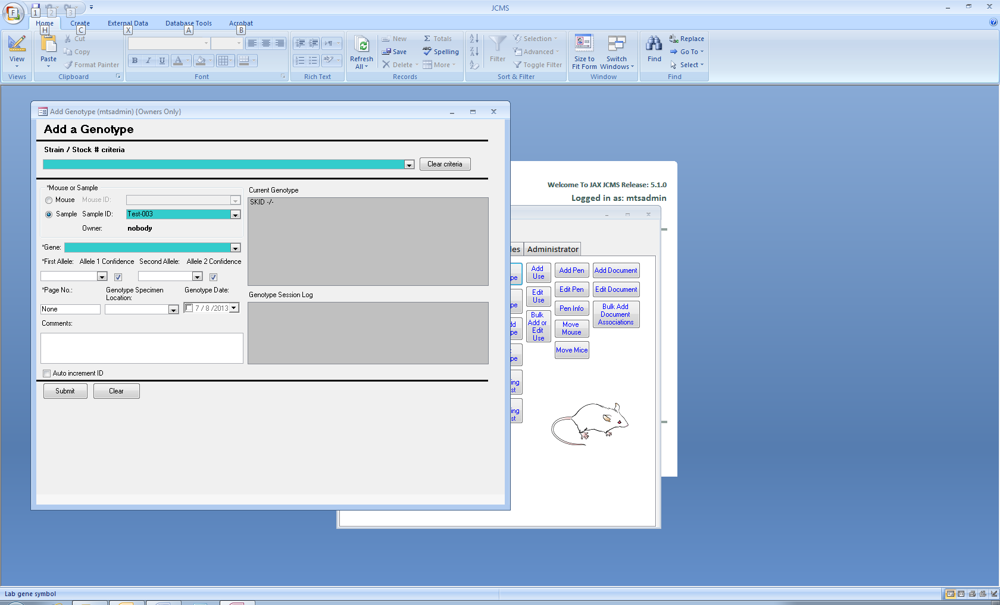 JCMS
F
1
2
3
Home
Create
External Data
Database Tools
Acrobat
H
C
X
A
B
View
Paste
Cut
Copy
Format Painter
B I U
A
Refresh All
New
Save
Delete
Totals
Spelling
More
Filter
Selection
Advanced
Toggle Filter
Size to Fit Form
Switch Windows
Find
Replace
Go To
Select
Views
Clipboard
Font
Rich Text
Records
Sort & Filter
Window
Find
Add Genotype (mtsadmin) {Owners Only}
Add a Genotype
Strain / Stock # criteria
Clear criteria
*Mouse or Sample
Mouse
Mouse ID:
Sample
Sample ID:
Test-003
Owner:
nobody
*Gene:
*First Allele:
Allele 1 Confidence
Second Allele:
Allele 2 Confidence
*Page No.:
Genotype Specimen
Location:
Genotype Date:
None
7 / 8 /2013
Comments:
Auto increment ID
Submit
Clear
Current Genotype
SKID -/-
Genotype Session Log
Welcome To JAX JCMS Release: 5.1.0
Logged in as: mtsadmin
les
Administrator
pe
pe
dd
pe
pe
ing
st
ing
st
Add
Use
Edit
Use
Bulk
Add or
Edit
Use
Add Pen
Edit Pen
Pen Info
Move
Mouse
Move Mice
Add Document
Edit Document
Bulk Add
Document
Associations
Lab gene symbol